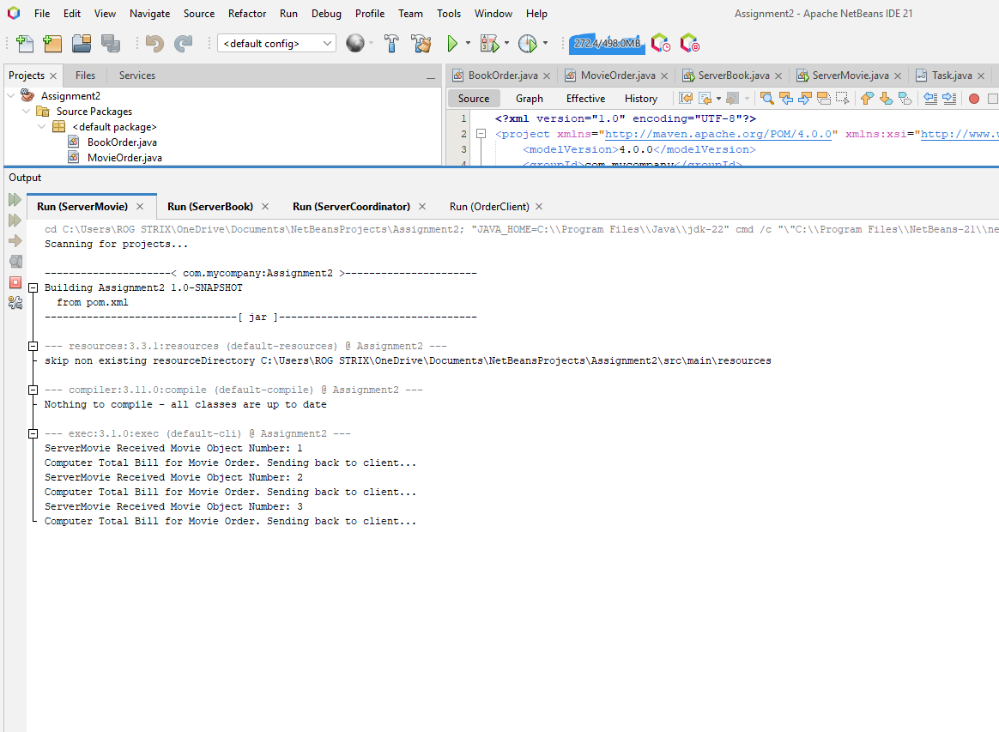 File Edit View Navigate Source Refactor Run Debug Profile Team Tools Window Help
Assignment2 - Apache NetBeans IDE 21
<default config>
272.4/498.0MB
Projects Files Services
Assignment2
Source Packages
<default package>
BookOrder.java
MovieOrder.java
BookOrder.java MovieOrder.java ServerBook.java ServerMovie.java Task.java
Source Graph Effective History
1 <?xml version="1.0" encoding="UTF-8"?>
2 <project xmlns="http://maven.apache.org/POM/4.0.0" xmlns:xsi="http://www.w
3 <modelVersion>4.0.0</modelVersion>
4 <groupId>com.mycompany</groupId>
Output
Run (ServerMovie) Run (ServerBook) Run (ServerCoordinator) Run (OrderClient)
cd C:\Users\ROG STRIX\OneDrive\Documents\NetBeansProjects\Assignment2; "JAVA_HOME=C:\\Program Files\\Java\\jdk-22" cmd /c "\"C:\\Program Files\\NetBeans-21\\ne
Scanning for projects...
---------------------< com.mycompany:Assignment2 >----------------------
Building Assignment2 1.0-SNAPSHOT
from pom.xml
--------------------------------[ jar ]---------------------------------
--- resources:3.3.1:resources (default-resources) @ Assignment2 ---
skip non existing resourceDirectory C:\Users\ROG STRIX\OneDrive\Documents\NetBeansProjects\Assignment2\src\main\resources
--- compiler:3.11.0:compile (default-compile) @ Assignment2 ---
Nothing to compile - all classes are up to date
--- exec:3.1.0:exec (default-cli) @ Assignment2 ---
ServerMovie Received Movie Object Number: 1
Computer Total Bill for Movie Order. Sending back to client...
ServerMovie Received Movie Object Number: 2
Computer Total Bill for Movie Order. Sending back to client...
ServerMovie Received Movie Object Number: 3
Computer Total Bill for Movie Order. Sending back to client...